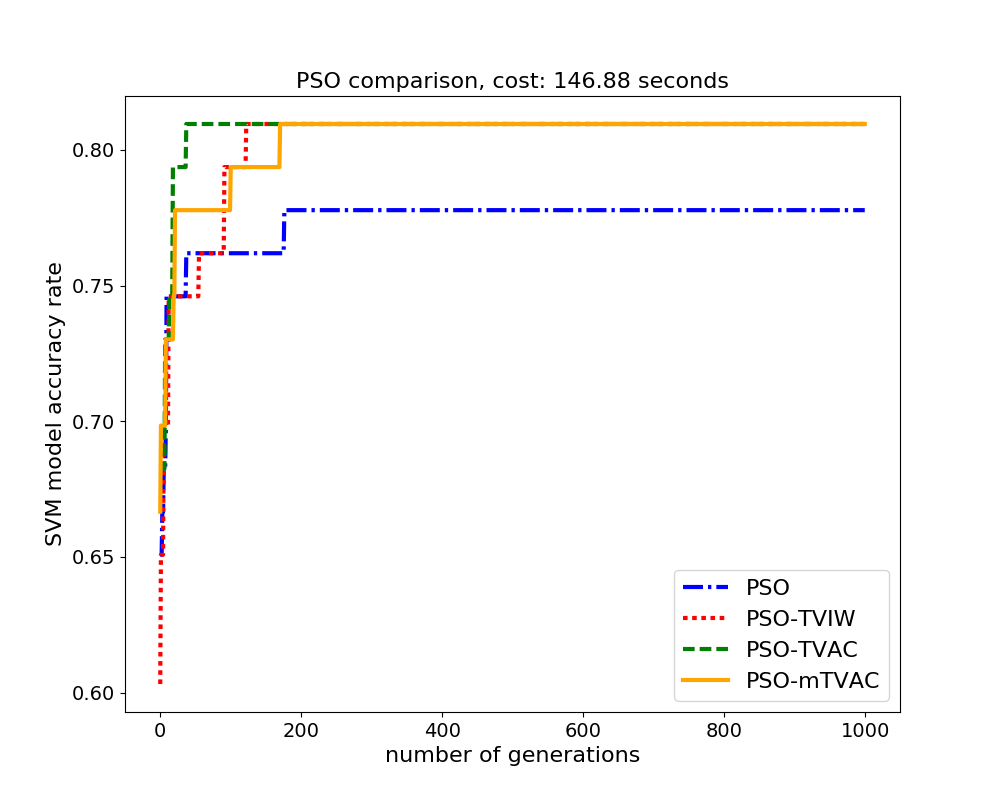 PSO comparison, cost: 146.88 seconds
0.80
0.75
0.70
0.65
0.60
SVM model accuracy rate
0 200 400 600 800 1000
number of generations
PSO
PSO-TVIW
PSO-TVAC
PSO-mTVAC